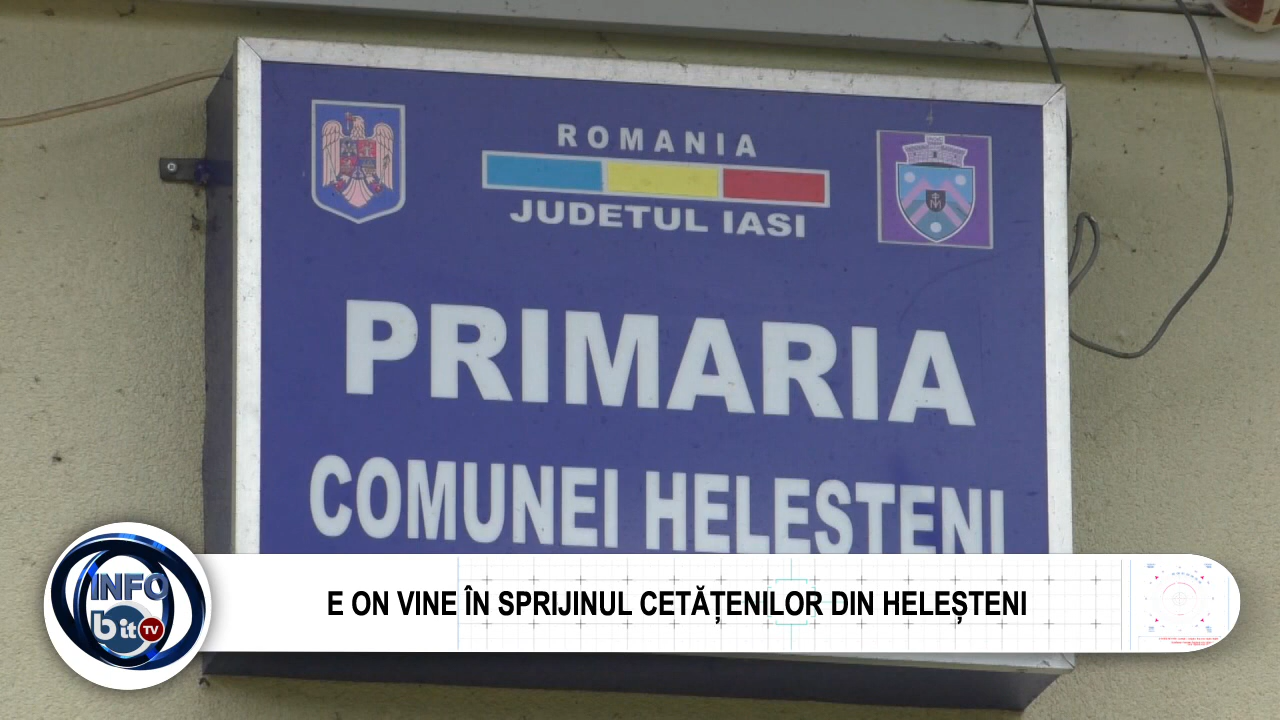 ROMANIA
JUDETUL IASI
PRIMARIA
COMUNEI HELESTENI
INFO
bit TV
E ON VINE ÎN SPRIJINUL CETĂȚENILOR DIN HELEȘTENI